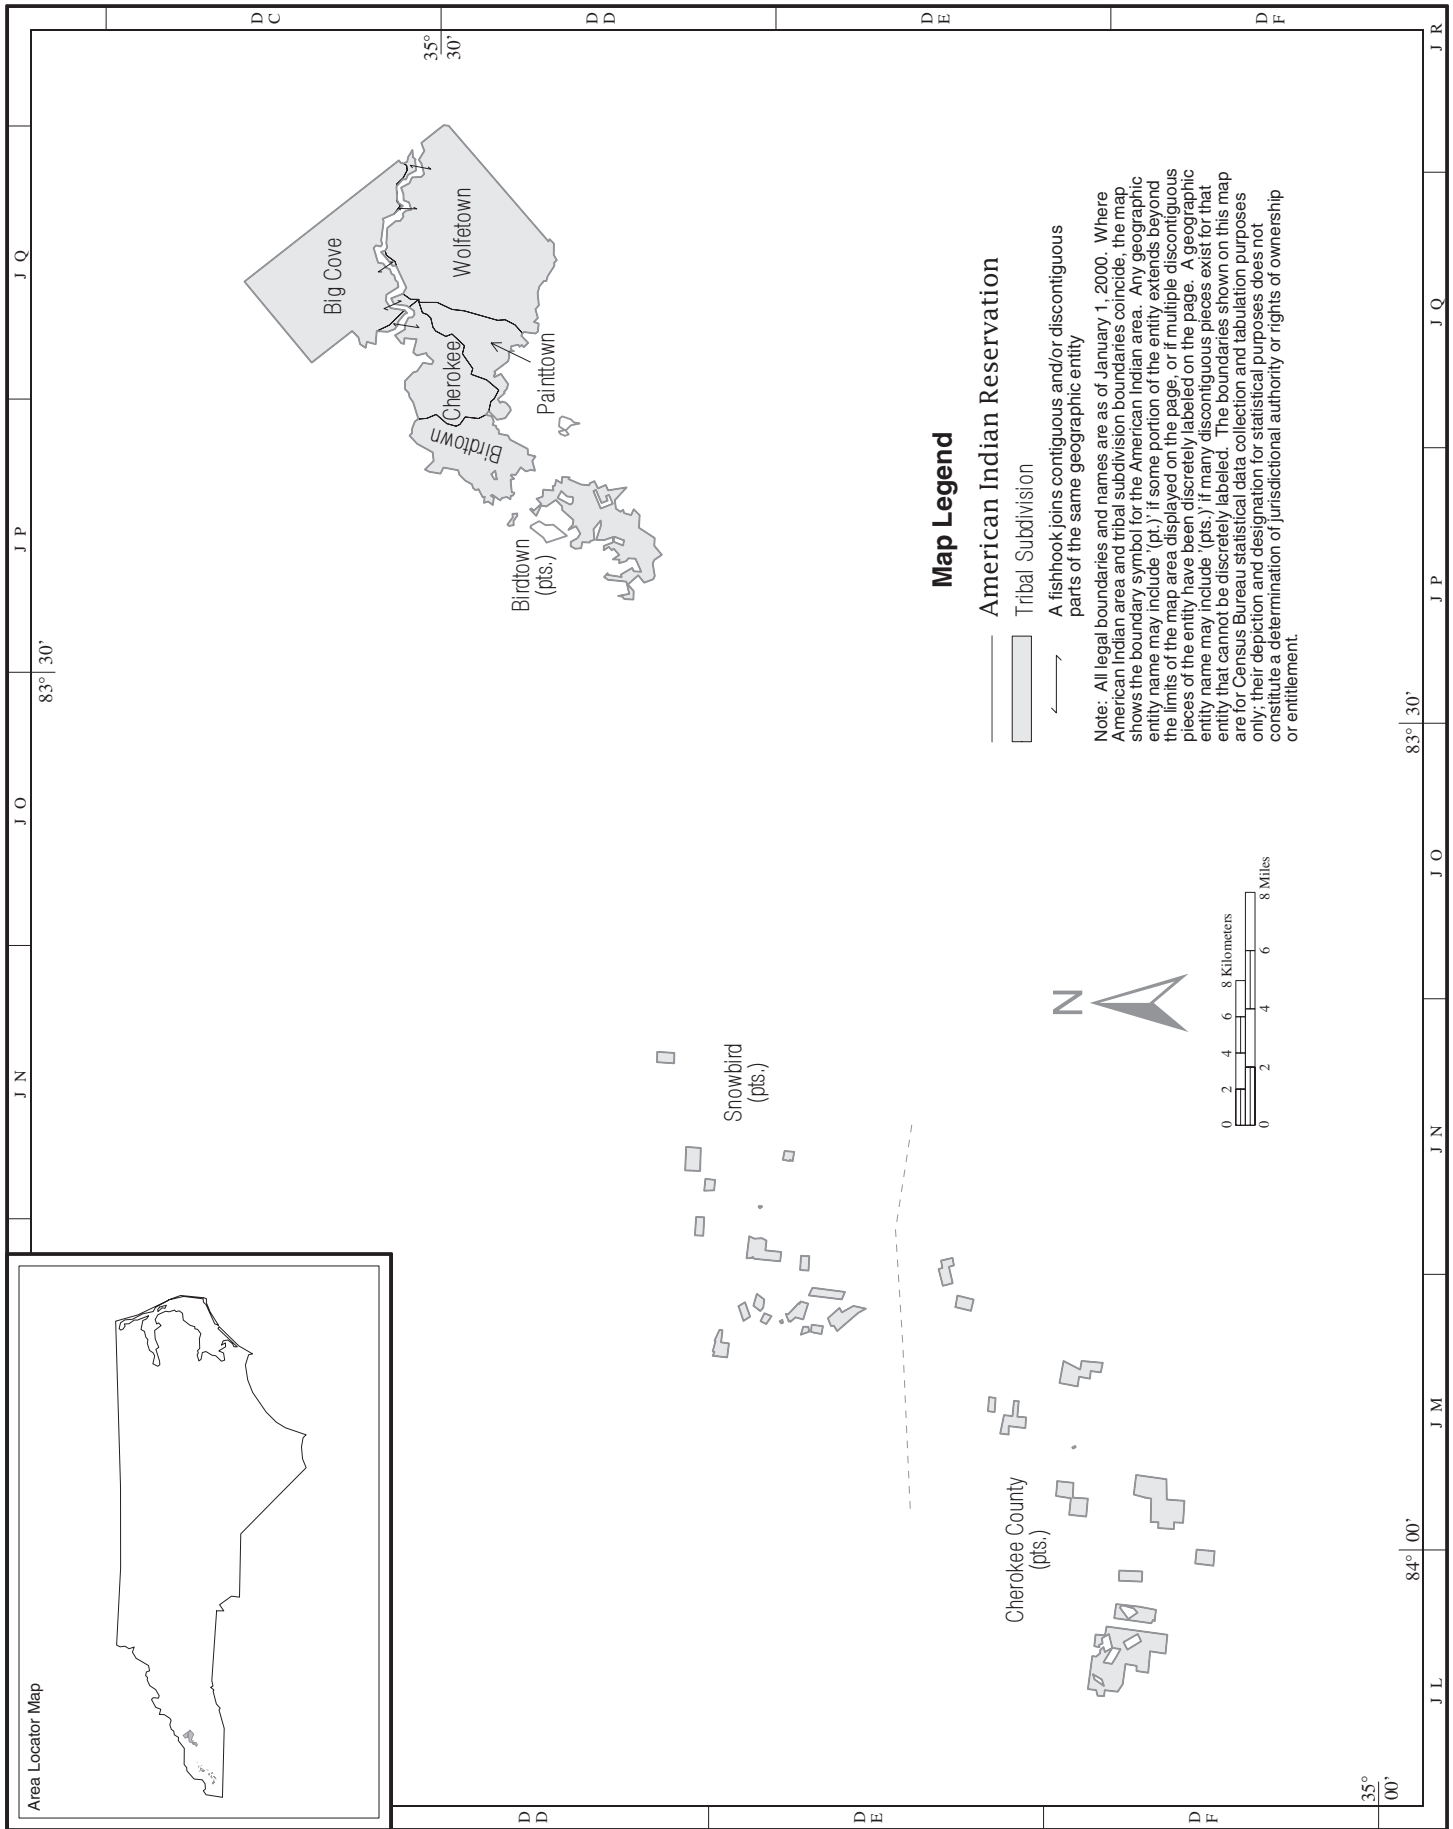 Area Locator Map
J N
J O
J P
J Q
83° 30'
D
C
D
D
D
E
D
F
35°
30'
Big Cove
Wolfetown
Cherokee
Birdtown
Painttown
Birdtown
(pts.)
Snowbird
(pts.)
Cherokee County
(pts.)
Map Legend
American Indian Reservation
Tribal Subdivision
A fishhook joins contiguous and/or discontiguous
parts of the same geographic entity
Note: All legal boundaries and names are as of January 1, 2000. Where
American Indian area and tribal subdivision boundaries coincide, the map
shows the boundary symbol for the American Indian area. Any geographic
entity name may include '(pt.)' if some portion of the entity extends beyond
the limits of the map area displayed on the page, or if multiple discontiguous
pieces of the entity have been discretely labeled on the page. A geographic
entity name may include '(pts.)' if many discontiguous pieces exist for that
entity that cannot be discretely labeled. The boundaries shown on this map
are for Census Bureau statistical data collection and tabulation purposes
only; their depiction and designation for statistical purposes does not
constitute a determination of jurisdictional authority or rights of ownership
or entitlement.
N
0 2 4 6 8 Kilometers
0 2 4 6 8 Miles
D
D
D
E
D
F
35°
00'
84° 00'
83° 30'
J L
J M
J N
J O
J P
J Q
J R